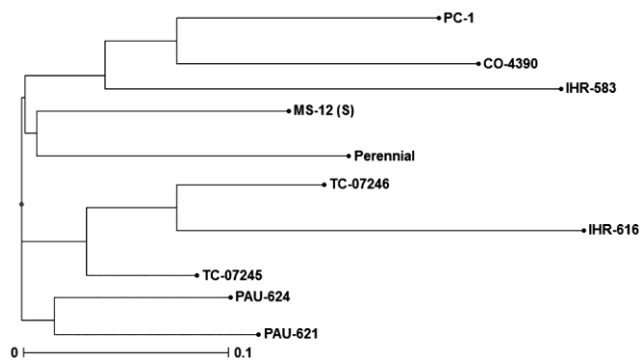 PC-1
CO-4390
IHR-583
MS-12 (S)
Perennial
TC-07246
IHR-616
TC-07245
PAU-624
PAU-621
0 0.1